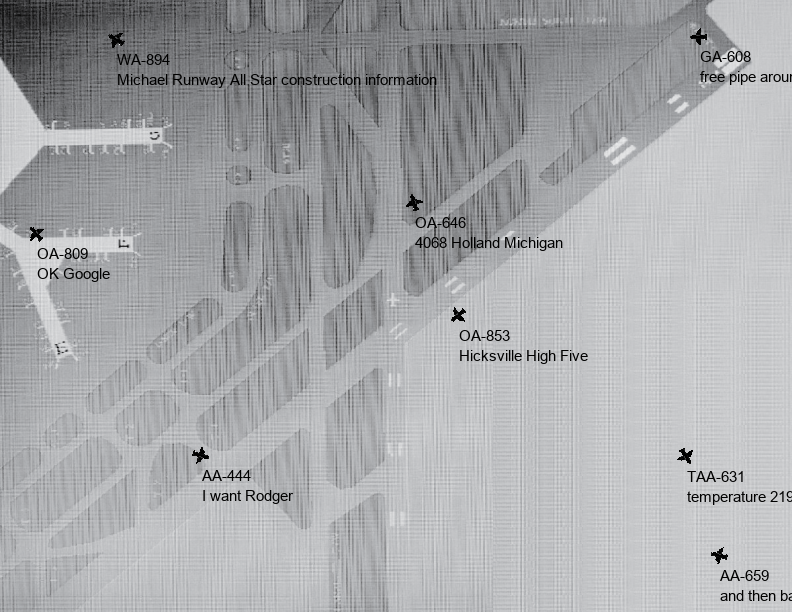 WA-894
Michael Runway All Star construction information
GA-608
free pipe arour
OA-646
4068 Holland Michigan
OA-809
OK Google
OA-853
Hicksville High Five
AA-444
I want Rodger
TAA-631
temperature 219
AA-659
and then ba